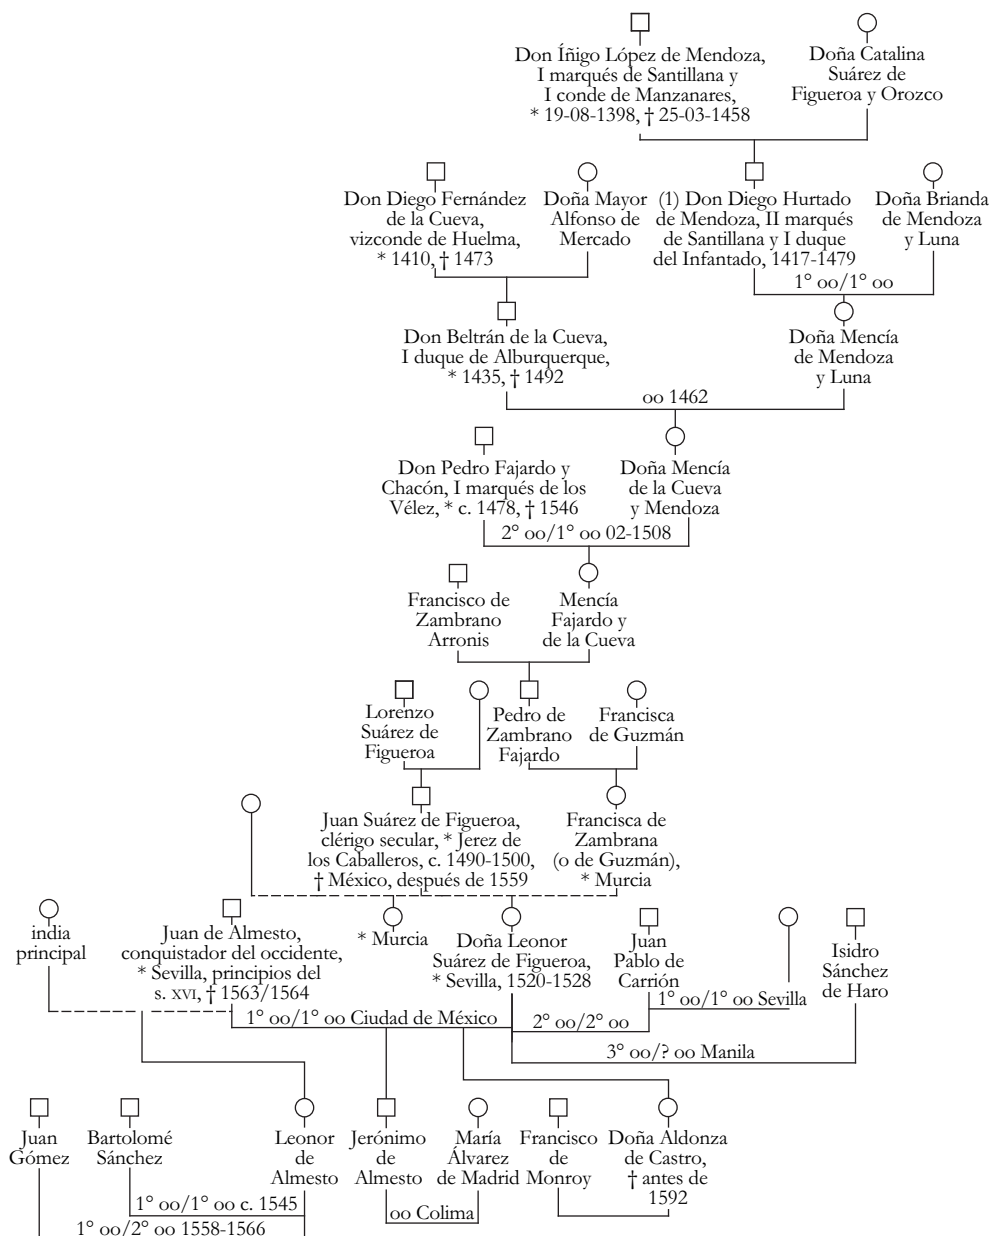 Don Íñigo López de Mendoza,
I marqués de Santillana y
I conde de Manzanares,
* 19-08-1398, † 25-03-1458
Doña Catalina
Suárez de
Figueroa y Orozco
Don Diego Fernández
de la Cueva,
vizconde de Huelma,
* 1410, † 1473
Doña Mayor
Alfonso de
Mercado
(1) Don Diego Hurtado
de Mendoza, II marqués
de Santillana y I duque
del Infantado, 1417-1479
Doña Brianda
de Mendoza
y Luna
1° oo/1° oo
Don Beltrán de la Cueva,
I duque de Alburquerque,
* 1435, † 1492
Doña Mencía
de Mendoza
y Luna
oo 1462
Don Pedro Fajardo y
Chacón, I marqués de los
Vélez, * c. 1478, † 1546
Doña Mencía
de la Cueva
y Mendoza
2° oo/1° oo 02-1508
Francisco de
Zambrano
Arronis
Mencía
Fajardo y
de la Cueva
Lorenzo
Suárez de
Figueroa
Pedro de
Zambrano
Fajardo
Francisca
de Guzmán
Juan Suárez de Figueroa,
clérigo secular, * Jerez de
los Caballeros, c. 1490-1500,
† México, después de 1559
Francisca de
Zambrana
(o de Guzmán),
* Murcia
india
principal
Juan de Almesto,
conquistador del occidente,
* Sevilla, principios del
s. XVI, † 1563/1564
* Murcia
Doña Leonor
Suárez de Figueroa,
* Sevilla, 1520-1528
Juan
Pablo de
Carrión
Isidro
Sánchez
de Haro
1° oo/1° oo Sevilla
1° oo/1° oo Ciudad de México
2° oo/2° oo
3° oo/? oo Manila
Juan
Gómez
Bartolomé
Sánchez
Leonor
de
Almesto
Jerónimo
de
Almesto
María
Álvarez
de Madrid
Francisco
de
Monroy
Doña Aldonza
de Castro,
† antes de
1592
1° oo/1° oo c. 1545
oo Colima
1° oo/2° oo 1558-1566